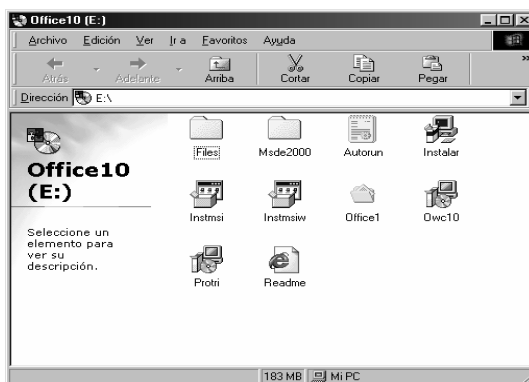 Office10 (E:)
Archivo Edición Ver Ir a Favoritos Ayuda
Atrás Adelante Arriba Cortar Copiar Pegar
Dirección E:\
Office10
(E:)
Seleccione un
elemento para
ver su
descripción.
Files Msde2000 Autorun Instalar
Instmsi Instmsiw Office1 Owc10
Protri Readme
183 MB Mi PC